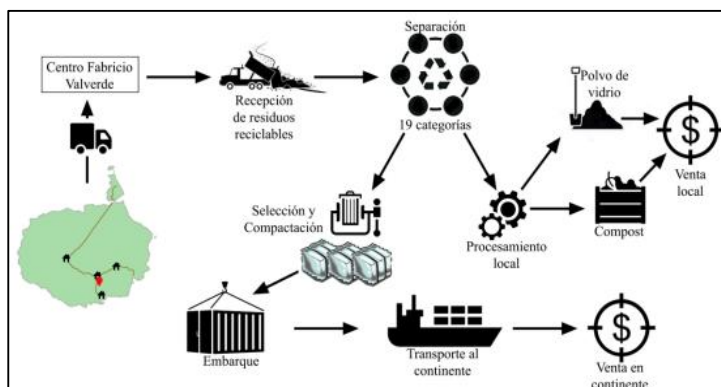 Centro Fabricio
Valverde
Recepción
de residuos
reciclables
Separación
19 categorías
Polvo de
vidrio
$
Venta
local
Compost
Procesamiento
local
Selección y
Compactación
Embarque
Transporte al
continente
$
Venta en
continente